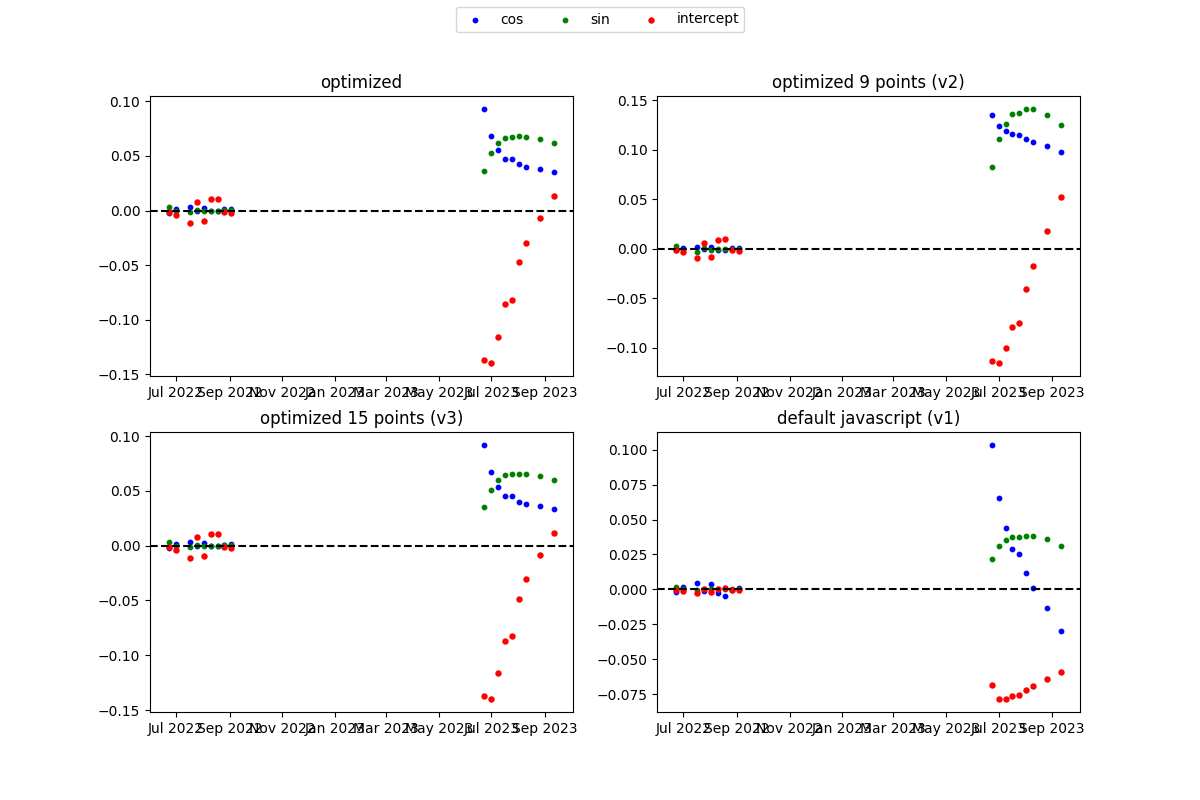 cos sin intercept
optimized
0.10
0.05
0.00
−0.05
−0.10
−0.15
Jul 2022 Sep 2022 Nov 2022 Jan 2023 Mar 2023 May 2023 Jul 2023 Sep 2023
optimized 9 points (v2)
0.15
0.10
0.05
0.00
−0.05
−0.10
Jul 2022 Sep 2022 Nov 2022 Jan 2023 Mar 2023 May 2023 Jul 2023 Sep 2023
optimized 15 points (v3)
0.10
0.05
0.00
−0.05
−0.10
−0.15
Jul 2022 Sep 2022 Nov 2022 Jan 2023 Mar 2023 May 2023 Jul 2023 Sep 2023
default javascript (v1)
0.100
0.075
0.050
0.025
0.000
−0.025
−0.050
−0.075
Jul 2022 Sep 2022 Nov 2022 Jan 2023 Mar 2023 May 2023 Jul 2023 Sep 2023